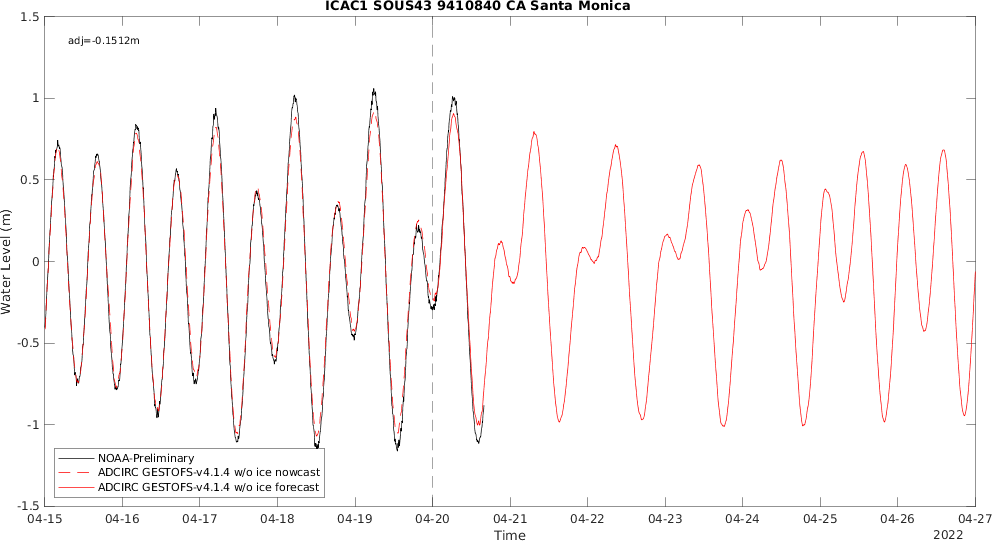 ICAC1 SOUS43 9410840 CA Santa Monica
adj=-0.1512m
1.5
1
0.5
0
-0.5
-1
-1.5
Water Level (m)
NOAA-Preliminary
ADCIRC GESTOFS-v4.1.4 w/o ice nowcast
ADCIRC GESTOFS-v4.1.4 w/o ice forecast
04-15 04-16 04-17 04-18 04-19 04-20 04-21 04-22 04-23 04-24 04-25 04-26 04-27
Time
2022